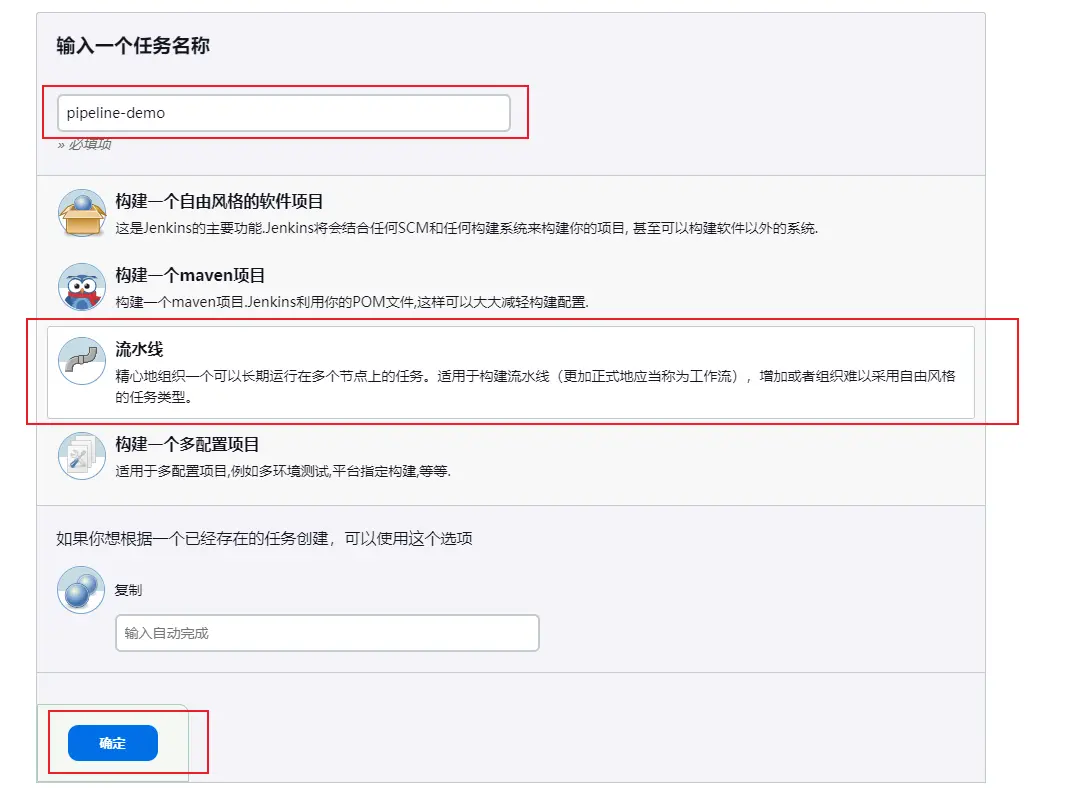 输入一个任务名称
pipeline-demo
» 必填项
构建一个自由风格的软件项目
这是Jenkins的主要功能.Jenkins将会结合任何SCM和任何构建系统来构建你的项目, 甚至可以构建软件以外的系统.
构建一个maven项目
构建一个maven项目.Jenkins利用你的POM文件,这样可以大大减轻构建配置.
流水线
精心地组织一个可以长期运行在多个节点上的任务。适用于构建流水线（更加正式地应当称为工作流），增加或者组织难以采用自由风格
的任务类型。
构建一个多配置项目
适用于多配置项目,例如多环境测试,平台指定构建,等等.
如果你想根据一个已经存在的任务创建，可以使用这个选项
复制
输入自动完成
确定